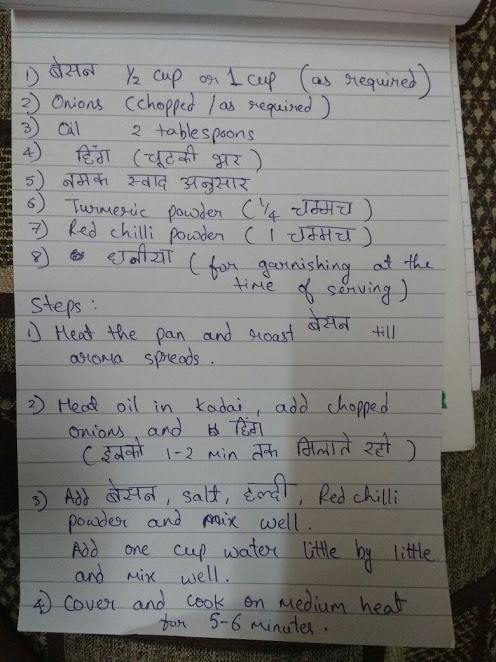 1) बेसन ½ cup or 1 cup (as required)
2) Onions (chopped / as required)
3) Oil 2 tablespoons
4) हिंग (चूटकी भर)
5) नमक स्वाद अनुसार
6) Turmeric powder (¼ चम्मच)
7) Red chilli powder (1 चम्मच)
8) धनीया (for garnishing at the
time of serving)
Steps :
1) Heat the pan and roast बेसन till
aroma spreads.
2) Heat oil in kadai, add chopped
onions and हिंग
(इनको 1-2 min तक मिलाते रहो)
3) Add बेसन, salt, हल्दी, Red chilli
powder and mix well.
Add one cup water little by little
and mix well.
4) Cover and cook on medium heat
for 5-6 minutes.